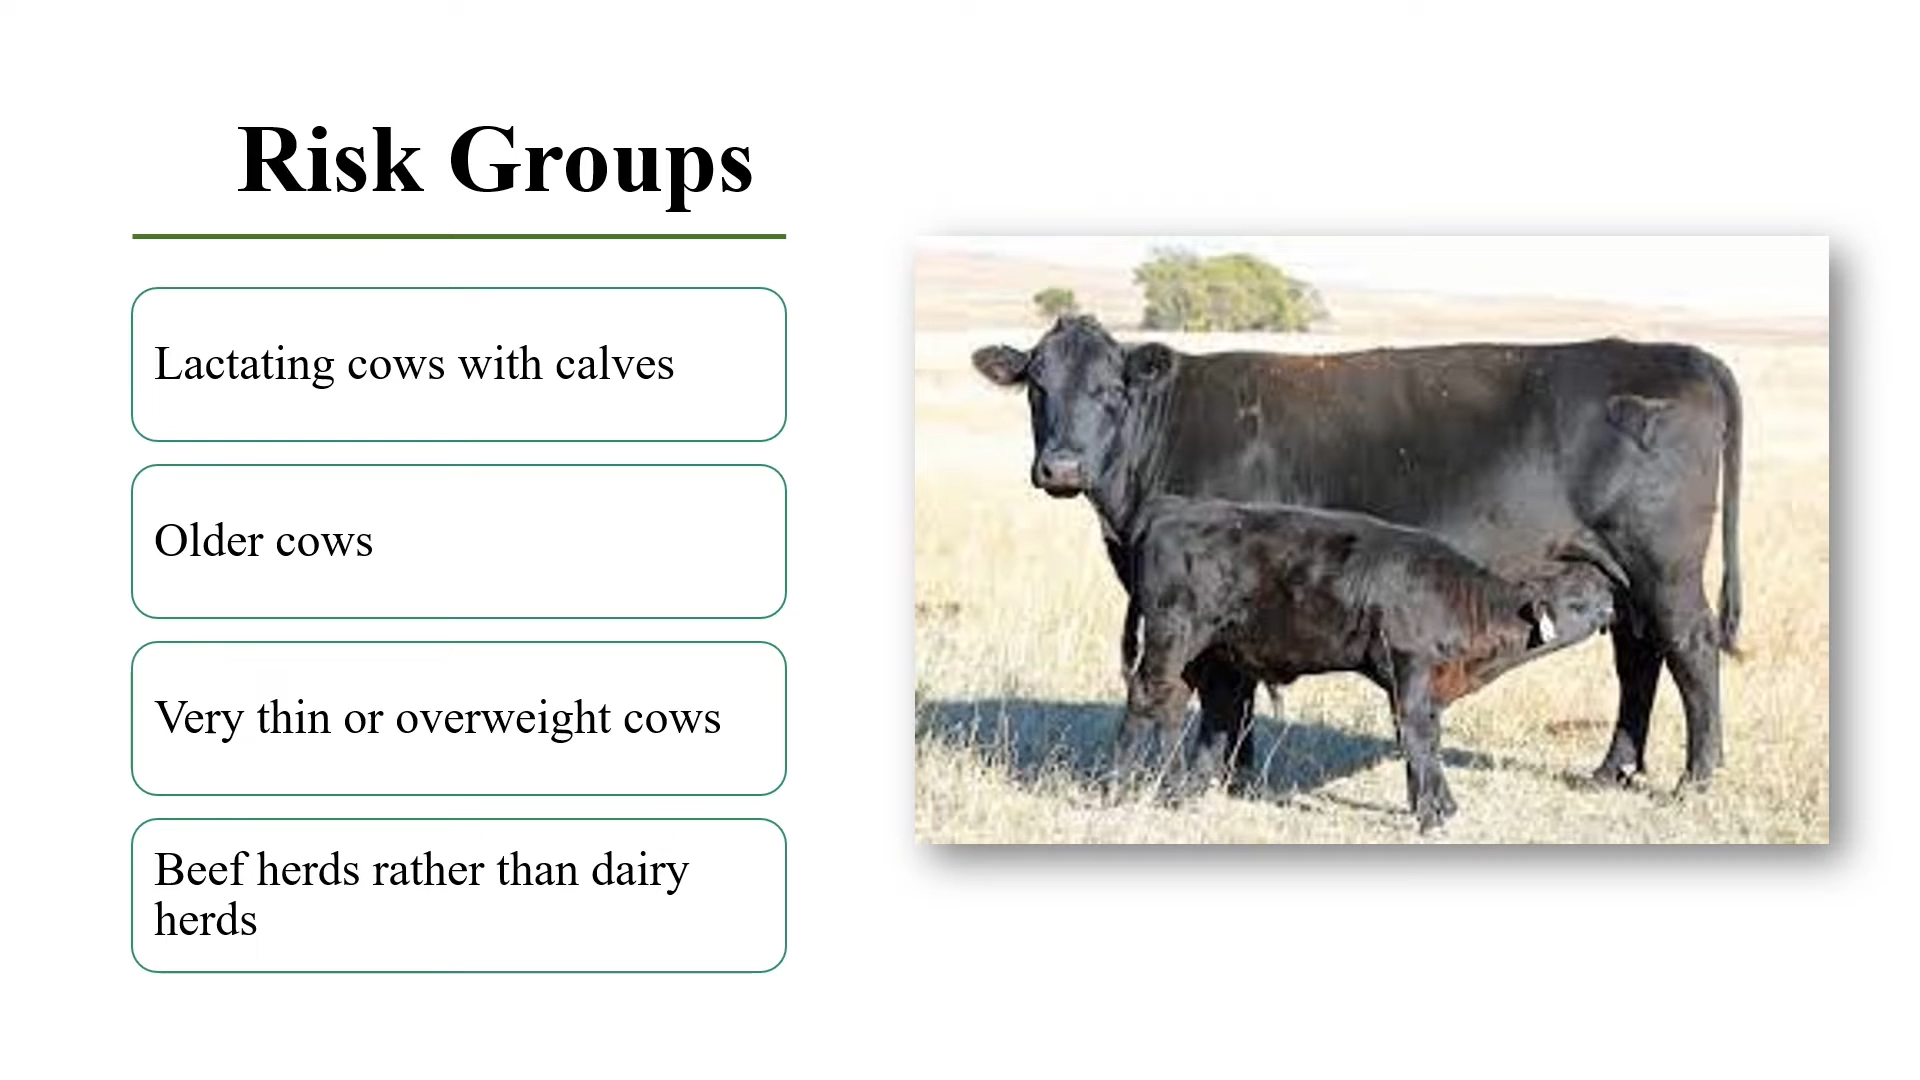 Risk Groups
Lactating cows with calves
Older cows
Very thin or overweight cows
Beef herds rather than dairy
herds